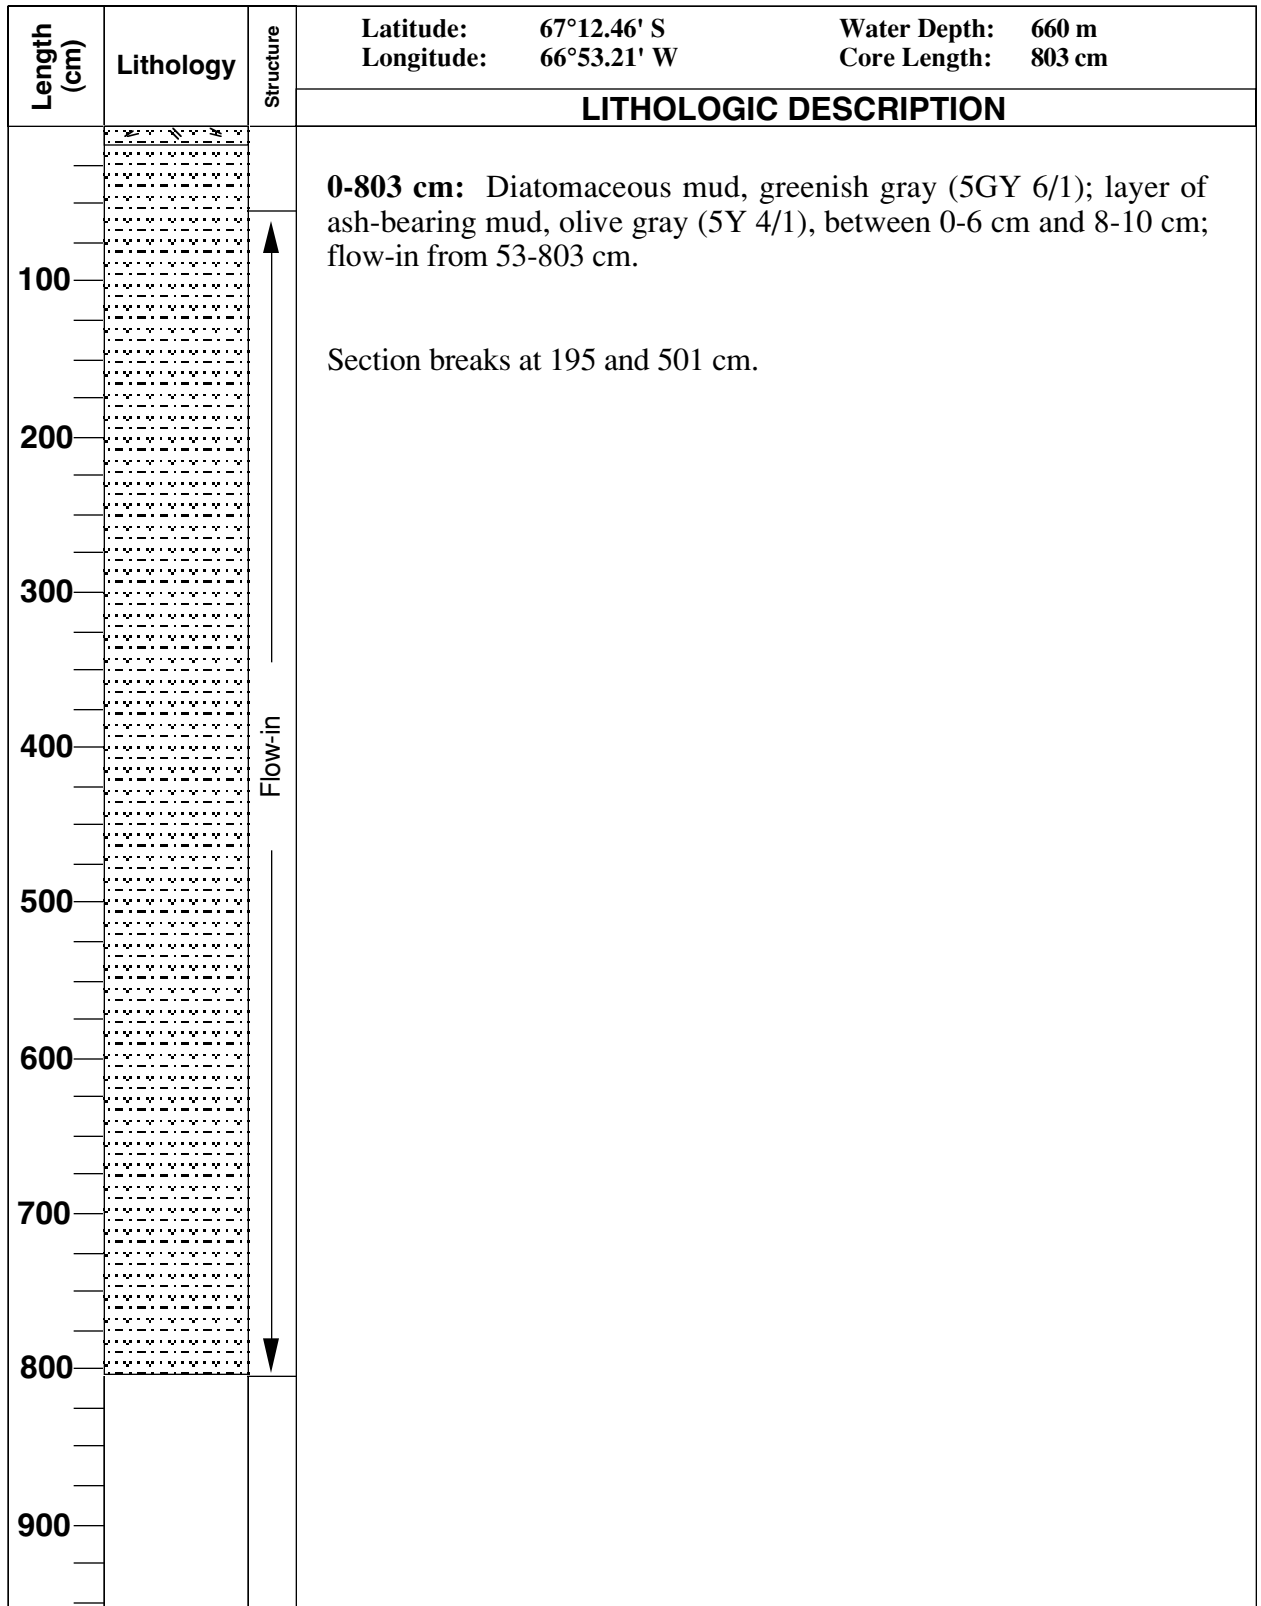 Length
(cm)
Lithology
Structure
Latitude: 67°12.46' S Water Depth: 660 m
Longitude: 66°53.21' W Core Length: 803 cm
LITHOLOGIC DESCRIPTION
0-803 cm: Diatomaceous mud, greenish gray (5GY 6/1); layer of
ash-bearing mud, olive gray (5Y 4/1), between 0-6 cm and 8-10 cm;
flow-in from 53-803 cm.
Section breaks at 195 and 501 cm.
100
200
300
400
500
600
700
800
900
Flow-in